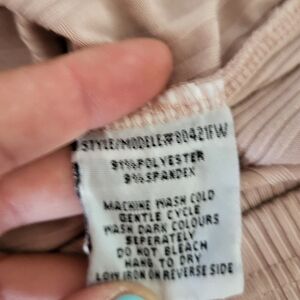 STYLE/MODELE#80421FW
91%POLYESTER
9%SPANDEX
MACHINE WASH COLD
GENTLE CYCLE
WASH DARK COLOURS
SEPERATELY
DO NOT BLEACH
HANG TO DRY
LOW IRON ON REVERSE SIDE